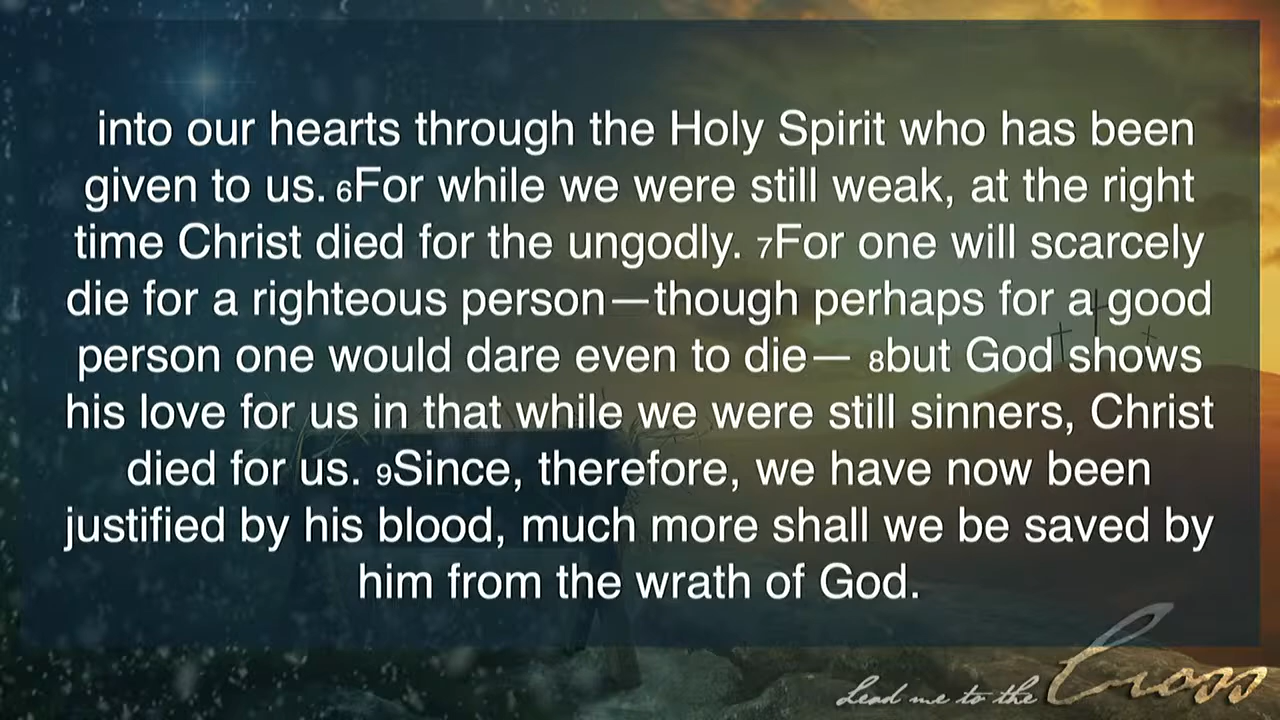 into our hearts through the Holy Spirit who has been
given to us. 6For while we were still weak, at the right
time Christ died for the ungodly. 7For one will scarcely
die for a righteous person—though perhaps for a good
person one would dare even to die— 8but God shows
his love for us in that while we were still sinners, Christ
died for us. 9Since, therefore, we have now been
justified by his blood, much more shall we be saved by
him from the wrath of God.
Lead me to the Cross